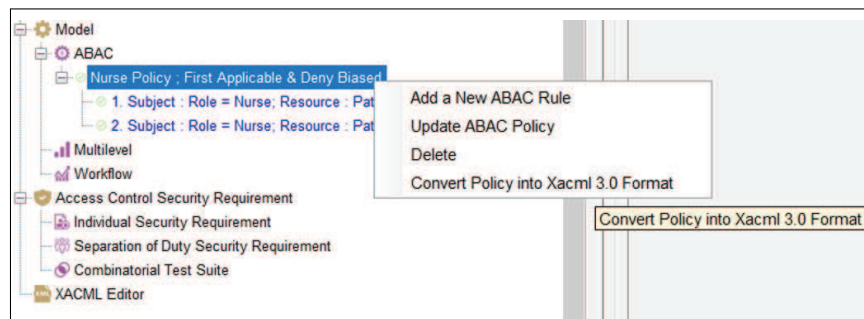 Model
ABAC
Nurse Policy ; First Applicable & Deny Biased
1. Subject : Role = Nurse; Resource : Pat
2. Subject : Role = Nurse; Resource : Pat
Multilevel
Workflow
Access Control Security Requirement
Individual Security Requirement
Separation of Duty Security Requirement
Combinatorial Test Suite
XACML Editor
Add a New ABAC Rule
Update ABAC Policy
Delete
Convert Policy into Xacml 3.0 Format
Convert Policy into Xacml 3.0 Format